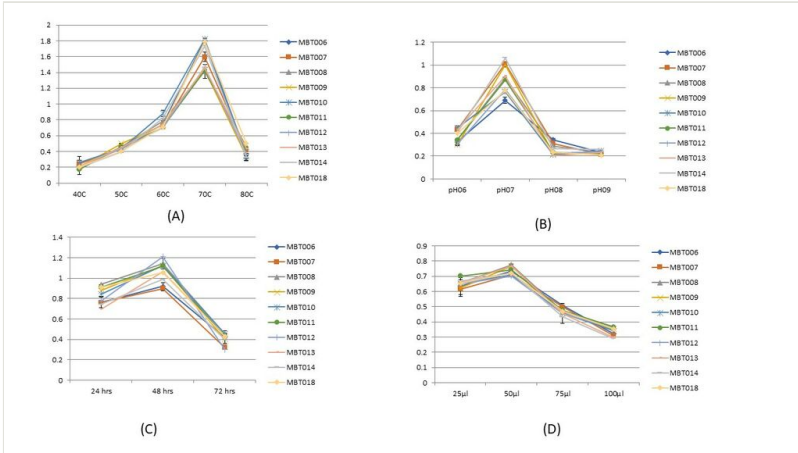 2
1.8
1.6
1.4
1.2
1
0.8
0.6
0.4
0.2
0
40C 50C 60C 70C 80C
MBT006
MBT007
MBT008
MBT009
MBT010
MBT011
MBT012
MBT013
MBT014
MBT018
(A)
1.2
1
0.8
0.6
0.4
0.2
0
pH06 pH07 pH08 pH09
MBT006
MBT007
MBT008
MBT009
MBT010
MBT011
MBT012
MBT013
MBT014
MBT018
(B)
1.4
1.2
1
0.8
0.6
0.4
0.2
0
24 hrs 48 hrs 72 hrs
MBT006
MBT007
MBT008
MBT009
MBT010
MBT011
MBT012
MBT013
MBT014
MBT018
(C)
0.9
0.8
0.7
0.6
0.5
0.4
0.3
0.2
0.1
0
25µl 50µl 75µl 100µl
MBT006
MBT007
MBT008
MBT009
MBT010
MBT011
MBT012
MBT013
MBT014
MBT018
(D)